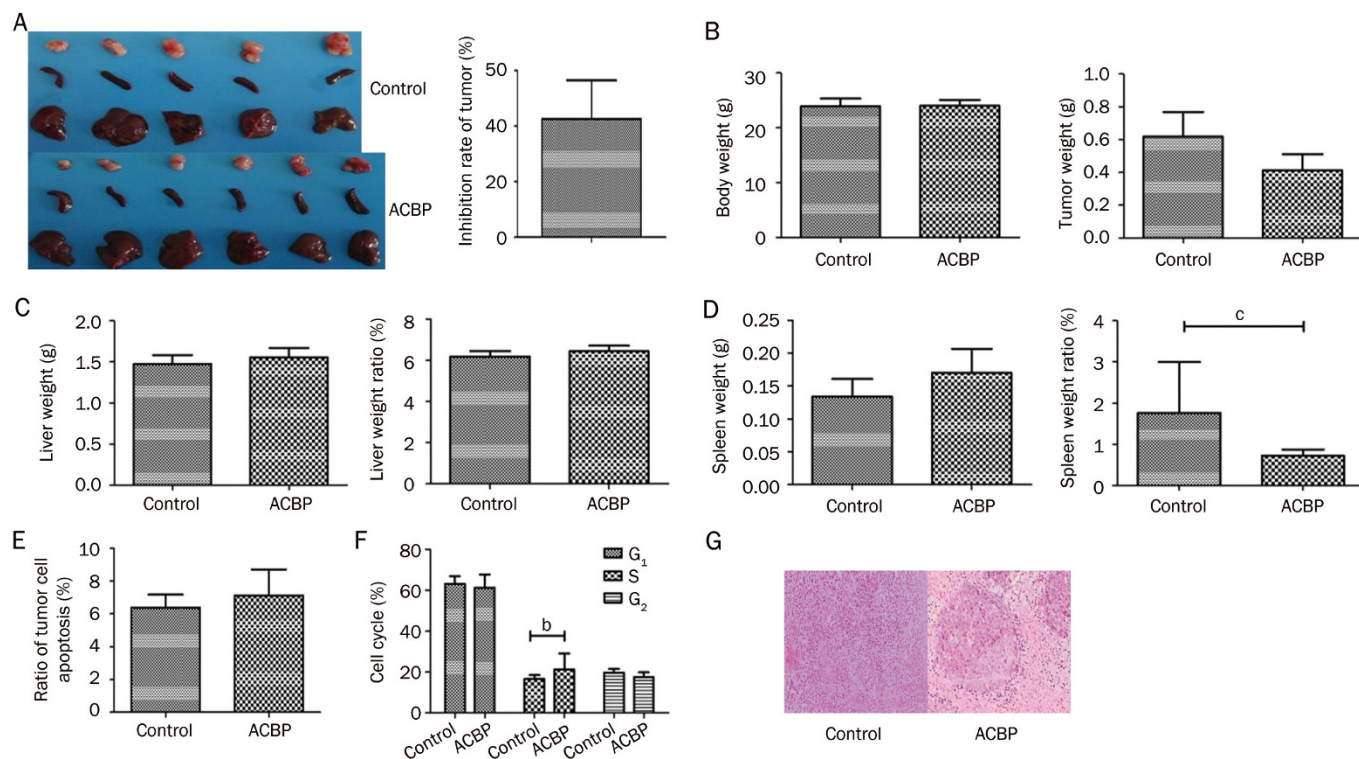 A
Control
ACBP
Inhibition rate of tumor (%)
50
40
60
20
0
B
Body weight (g)
30
20
10
0
Control
ACBP
Tumor weight (g)
1.0
0.8
0.6
0.4
0.2
0.0
Control
ACBP
C
Liver weight (g)
2.0
1.5
1.0
0.5
0.0
Control
ACBP
Liver weight ratio (%)
8
6
4
2
0
Control
ACBP
D
Spleen weight (g)
0.25
0.20
0.15
0.10
0.05
0.00
Control
ACBP
Spleen weight ratio (%)
4
3
2
1
0
c
Control
ACBP
E
Ratio of tumor cell
apoptosis (%)
10
8
6
4
2
0
Control
ACBP
F
Cell cycle (%)
80
60
40
20
0
b
G₁
S
G₂
Control
ACBP
Control
ACBP
Control
ACBP
G
Control
ACBP